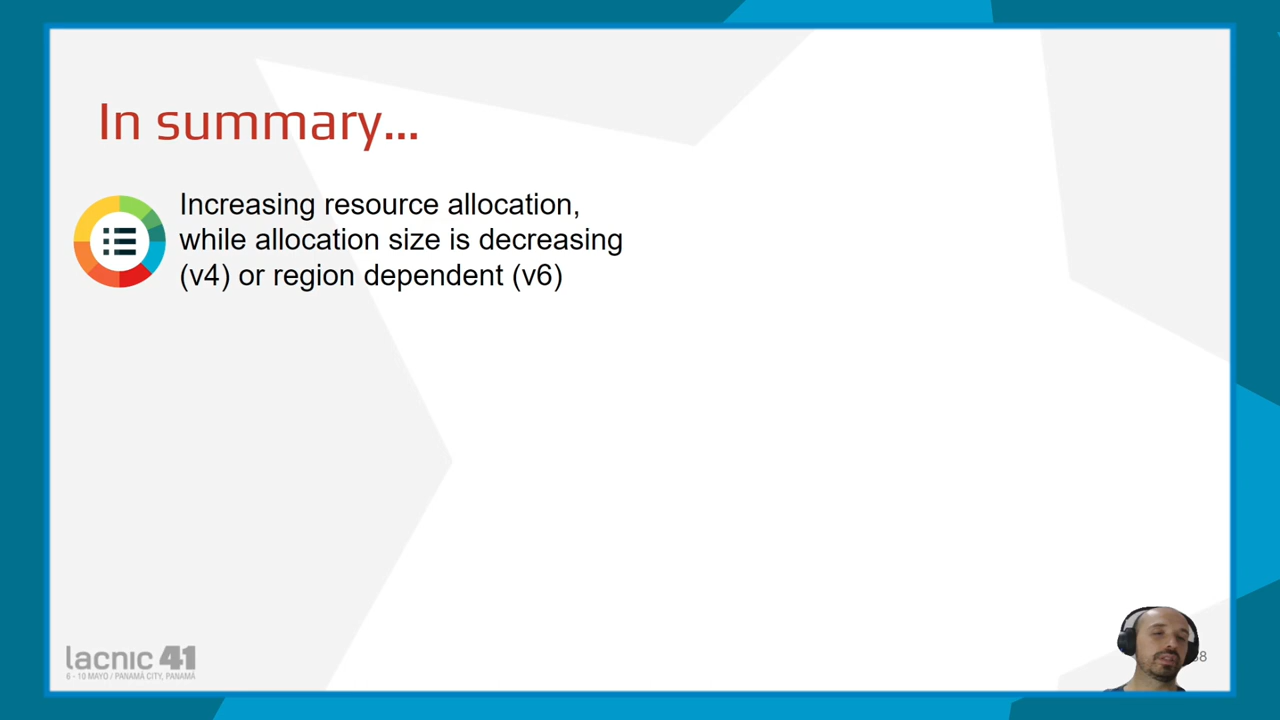 In summary...
Increasing resource allocation,
while allocation size is decreasing
(v4) or region dependent (v6)
lacnic 41
6 - 10 MAYO / PANAMÁ CITY, PANAMÁ